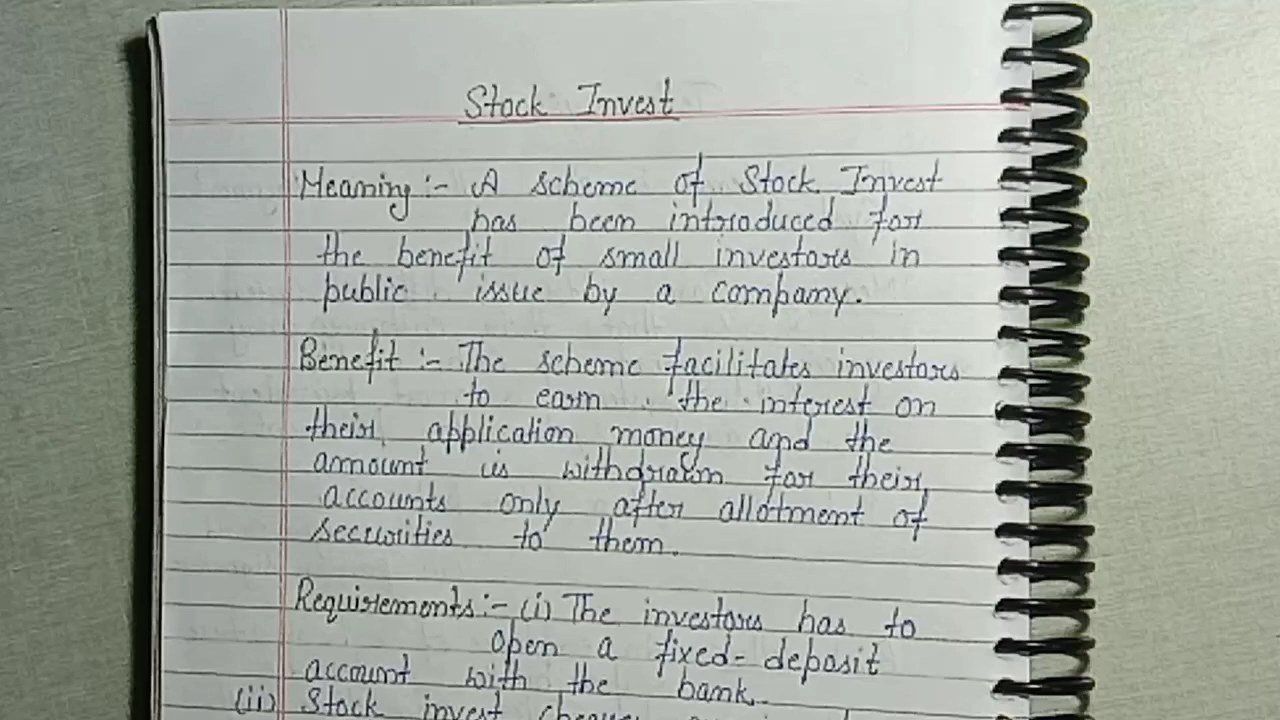 Stock Invest
Meaning :- A scheme of Stock Invest
has been introduced for
the benefit of small investors in
public issue by a company.
Benefit :- The scheme facilitates investors
to earn the interest on
their application money and the
amount is withdrawn for their
accounts only after allotment of
securities to them.
Requirements :- (i) The investors has to
open a fixed-deposit
account with the bank.
(ii) Stock invest